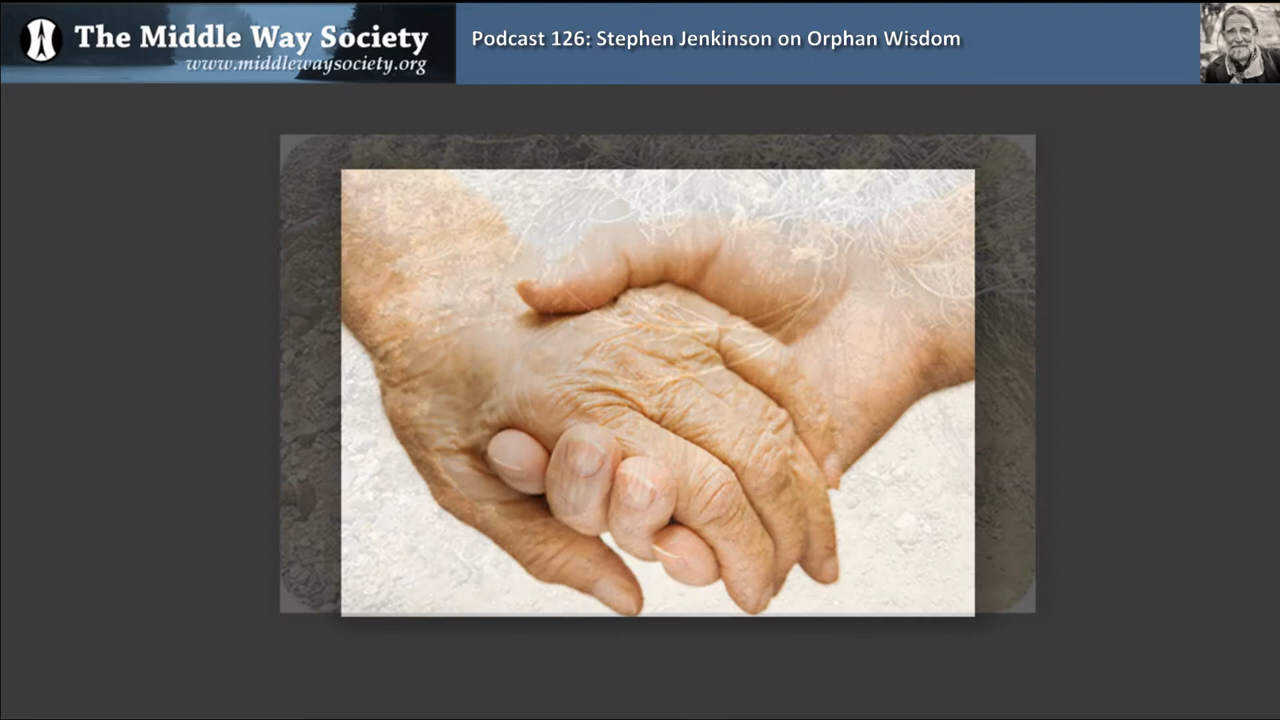 The Middle Way Society
www.middlewaysociety.org
Podcast 126: Stephen Jenkinson on Orphan Wisdom